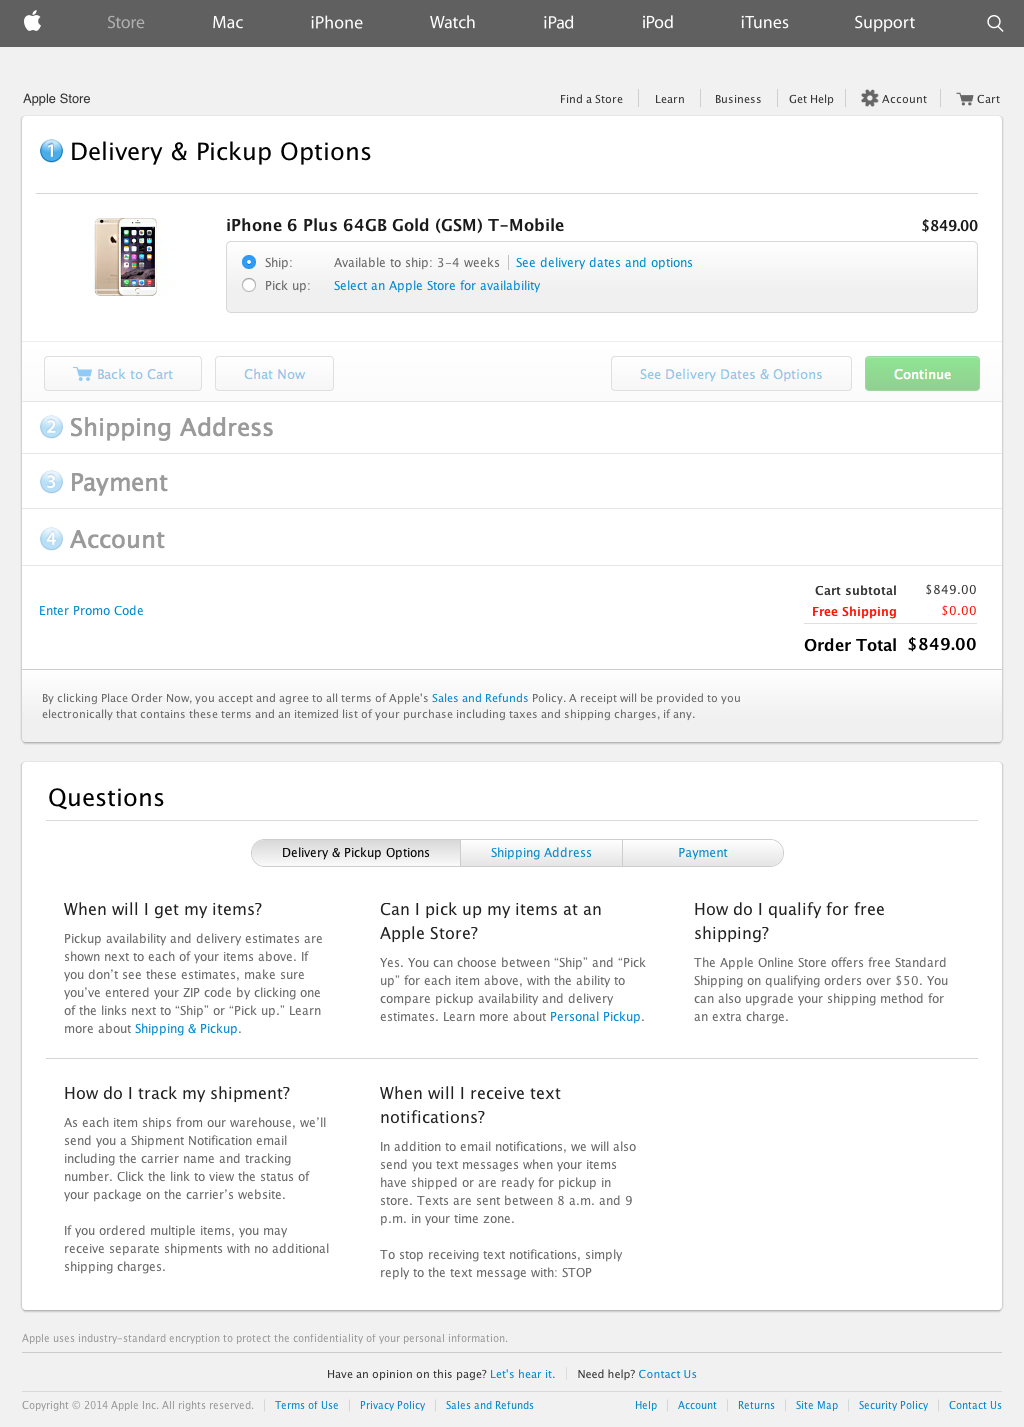 Store Mac iPhone Watch iPad iPod iTunes Support
Apple Store Find a Store Learn Business Get Help Account Cart
1 Delivery & Pickup Options
iPhone 6 Plus 64GB Gold (GSM) T-Mobile $849.00
Ship: Available to ship: 3-4 weeks See delivery dates and options
Pick up: Select an Apple Store for availability
Back to Cart Chat Now See Delivery Dates & Options Continue
2 Shipping Address
3 Payment
4 Account
Cart subtotal $849.00
Enter Promo Code Free Shipping $0.00
Order Total $849.00
By clicking Place Order Now, you accept and agree to all terms of Apple's Sales and Refunds Policy. A receipt will be provided to you
electronically that contains these terms and an itemized list of your purchase including taxes and shipping charges, if any.
Questions
Delivery & Pickup Options Shipping Address Payment
When will I get my items?
Pickup availability and delivery estimates are
shown next to each of your items above. If
you don’t see these estimates, make sure
you’ve entered your ZIP code by clicking one
of the links next to “Ship” or “Pick up.” Learn
more about Shipping & Pickup.
Can I pick up my items at an
Apple Store?
Yes. You can choose between “Ship” and “Pick
up” for each item above, with the ability to
compare pickup availability and delivery
estimates. Learn more about Personal Pickup.
How do I qualify for free
shipping?
The Apple Online Store offers free Standard
Shipping on qualifying orders over $50. You
can also upgrade your shipping method for
an extra charge.
How do I track my shipment?
As each item ships from our warehouse, we’ll
send you a Shipment Notification email
including the carrier name and tracking
number. Click the link to view the status of
your package on the carrier’s website.
If you ordered multiple items, you may
receive separate shipments with no additional
shipping charges.
When will I receive text
notifications?
In addition to email notifications, we will also
send you text messages when your items
have shipped or are ready for pickup in
store. Texts are sent between 8 a.m. and 9
p.m. in your time zone.
To stop receiving text notifications, simply
reply to the text message with: STOP
Apple uses industry-standard encryption to protect the confidentiality of your personal information.
Have an opinion on this page? Let's hear it. Need help? Contact Us
Copyright © 2014 Apple Inc. All rights reserved. Terms of Use Privacy Policy Sales and Refunds Help Account Returns Site Map Security Policy Contact Us